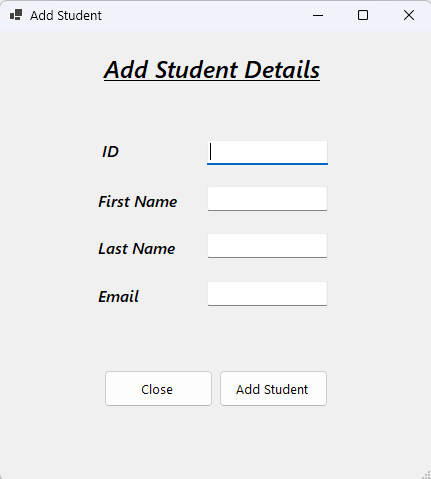 Add Student
Add Student Details
ID
First Name
Last Name
Email
Close Add Student